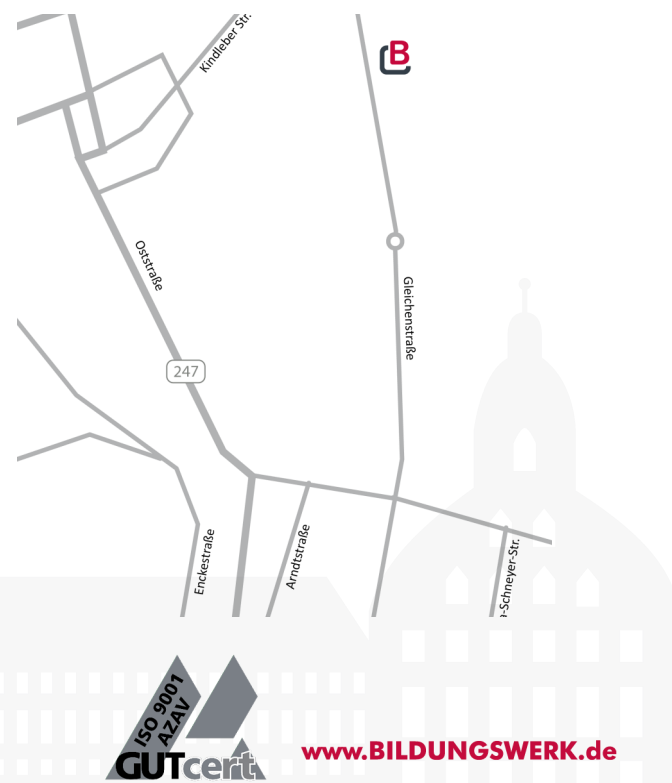 Kindleber Str.
B
Oststraße
Gleichenstraße
247
Enckestraße
Arndtstraße
a-Schneyer-Str.
ISO 9001
AZAV
GUTcert
www.BILDUNGSWERK.de